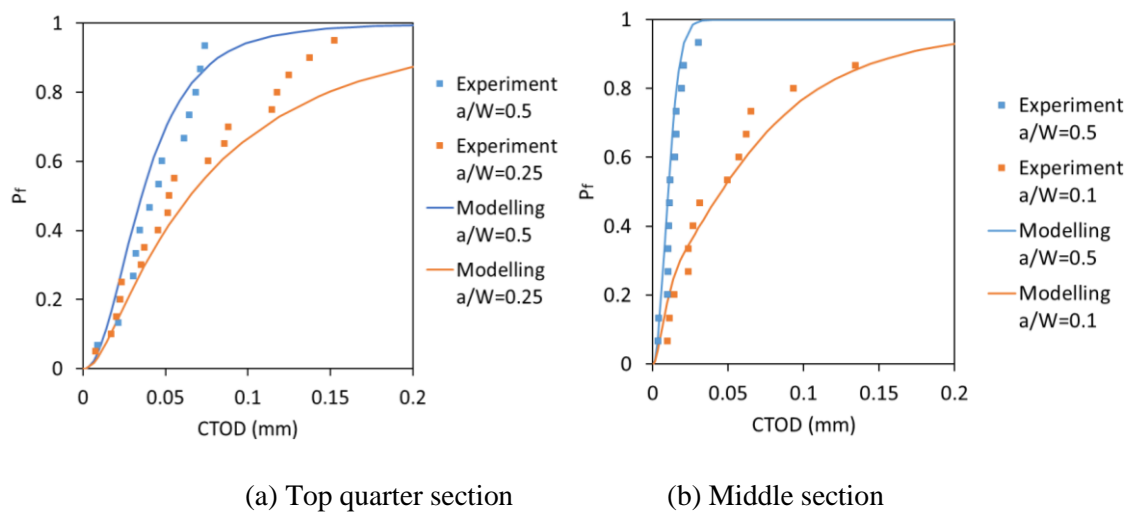 1
0.8
0.6
0.4
0.2
0
Pf
0
0.05
0.1
0.15
0.2
CTOD (mm)
Experiment
a/W=0.5
Experiment
a/W=0.25
Modelling
a/W=0.5
Modelling
a/W=0.25
1
0.8
0.6
0.4
0.2
0
Pf
0
0.05
0.1
0.15
0.2
CTOD (mm)
Experiment
a/W=0.5
Experiment
a/W=0.1
Modelling
a/W=0.5
Modelling
a/W=0.1
(a) Top quarter section
(b) Middle section